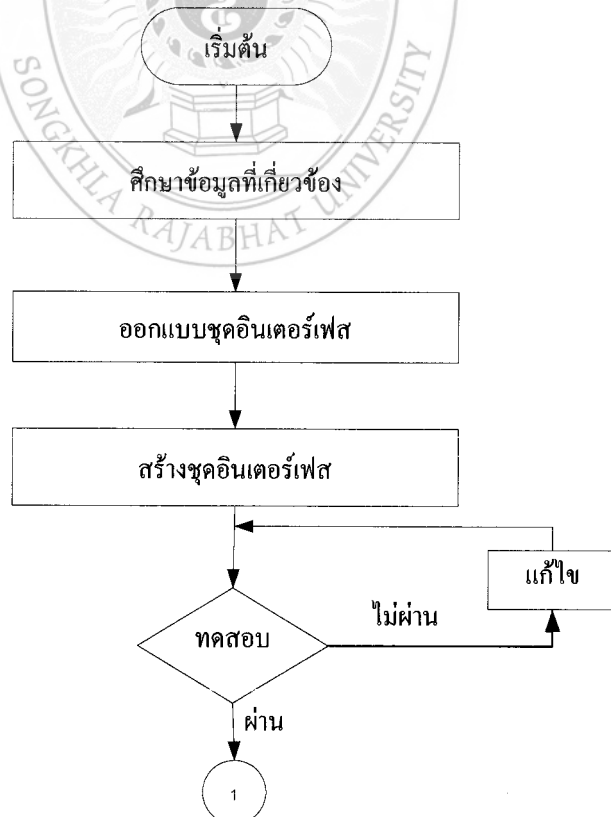 เริ่มต้น
ศึกษาข้อมูลที่เกี่ยวข้อง
ออกแบบชุดอินเตอร์เฟส
สร้างชุดอินเตอร์เฟส
แก้ไข
ไม่ผ่าน
ทดสอบ
ผ่าน
1
SONGKHLA RAJABHAT UNIVERSITY